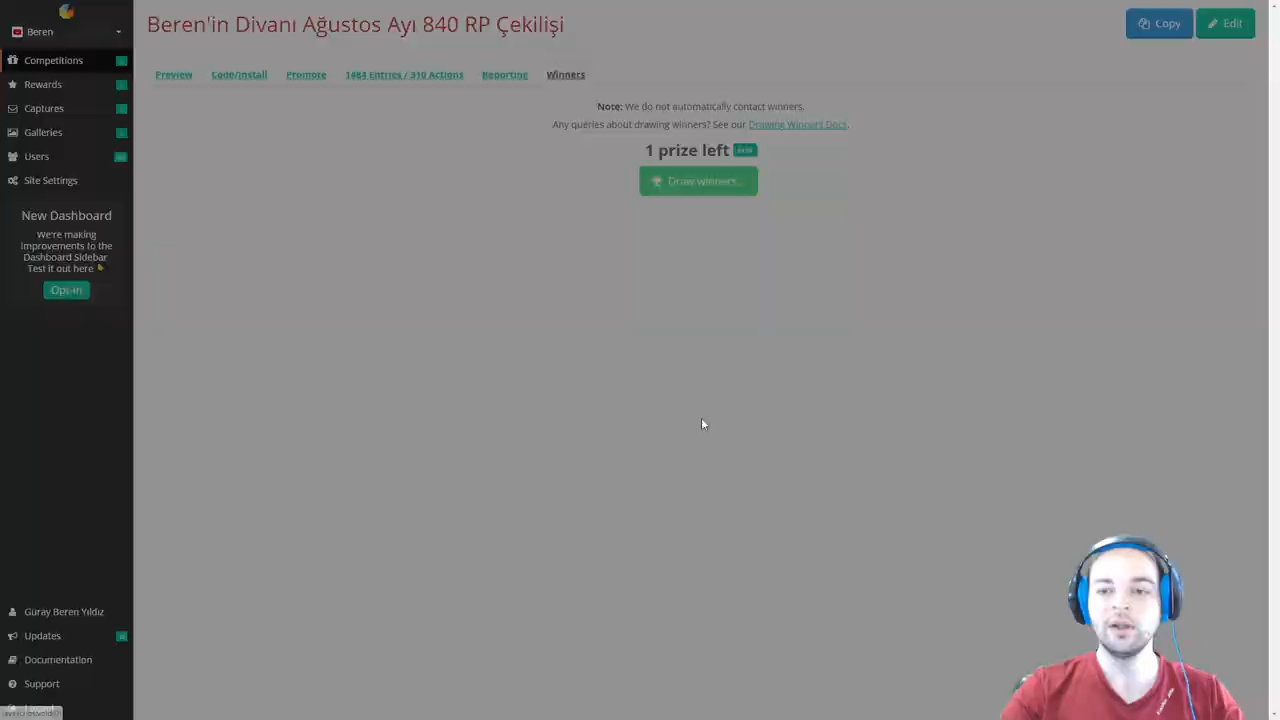 Beren
Beren'in Divanı Ağustos Ayı 840 RP Çekilişi
Copy
Edit
Competitions
Rewards
Captures
Galleries
Users
Site Settings
New Dashboard
We're making
improvements to the
Dashboard Sidebar
Test it out here
Opt-in
Preview
Code/Install
Promote
1484 Entries / 310 Actions
Reporting
Winners
Note: We do not automatically contact winners.
Any queries about drawing winners? See our Drawing Winners Docs.
1 prize left
Draw winners...
Güray Beren Yıldız
Updates
Documentation
Support